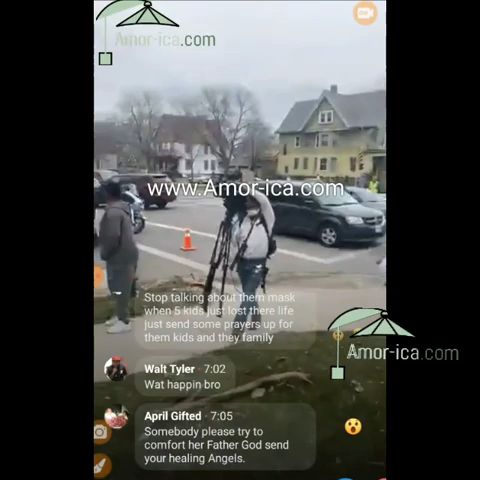 Amor-ica.com
www.Amor-ica.com
Stop talking about them mask
when 5 kids just lost there life
just send some prayers up for
them kids and they family
Amor-ica.com
Walt Tyler · 7:02
Wat happin bro
April Gifted · 7:05
Somebody please try to
comfort her Father God send
your healing Angels.